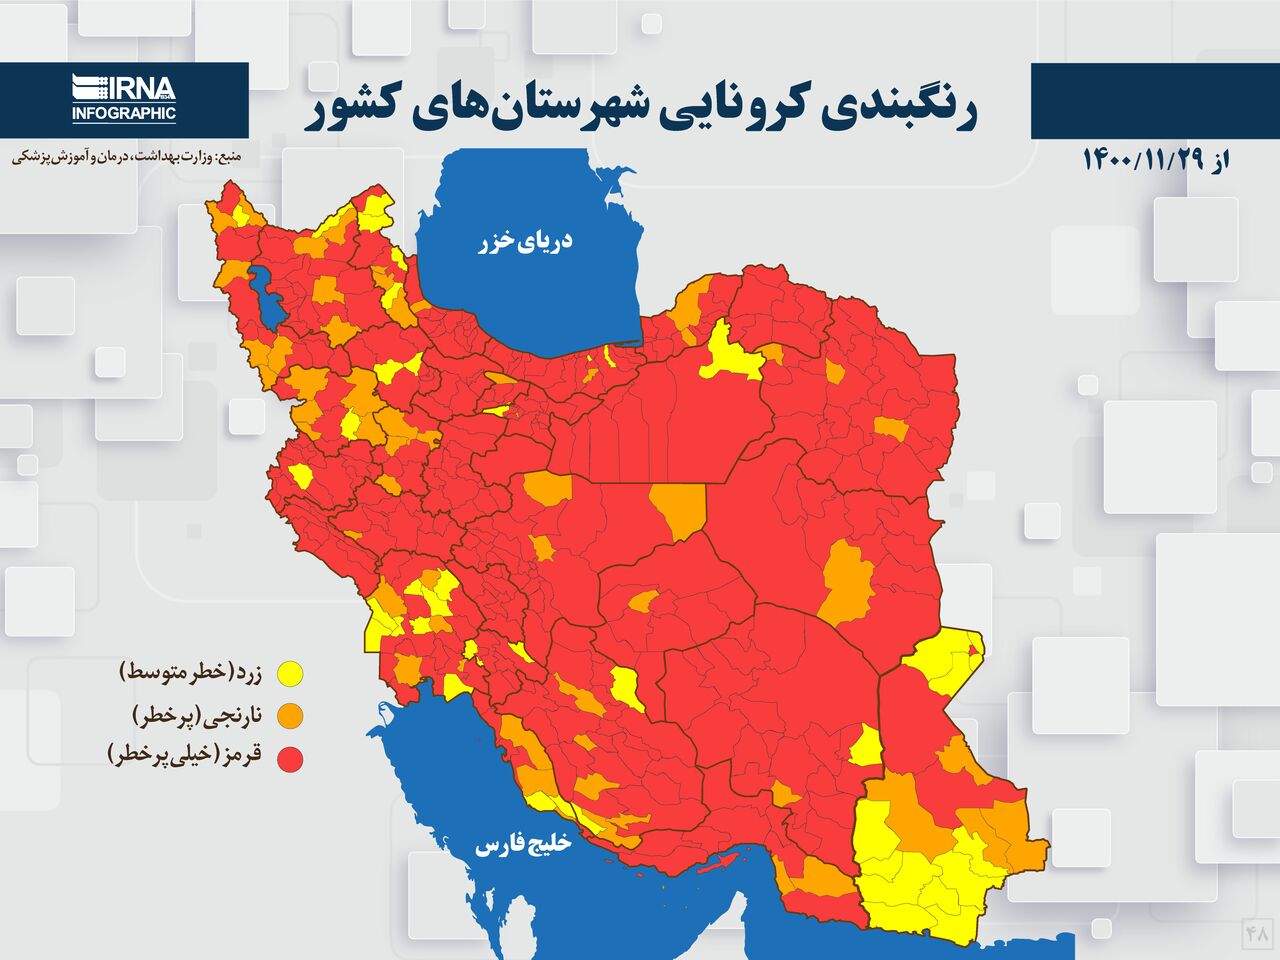 IRNA
INFOGRAPHIC
رنگبندی کرونایی شهرستان‌های کشور
از ۱۴۰۰/۱۱/۲۹
منبع: وزارت بهداشت، درمان و آموزش پزشکی
دریای خزر
زرد (خطر متوسط)
نارنجی (پرخطر)
قرمز (خیلی پرخطر)
خلیج فارس
۴۸